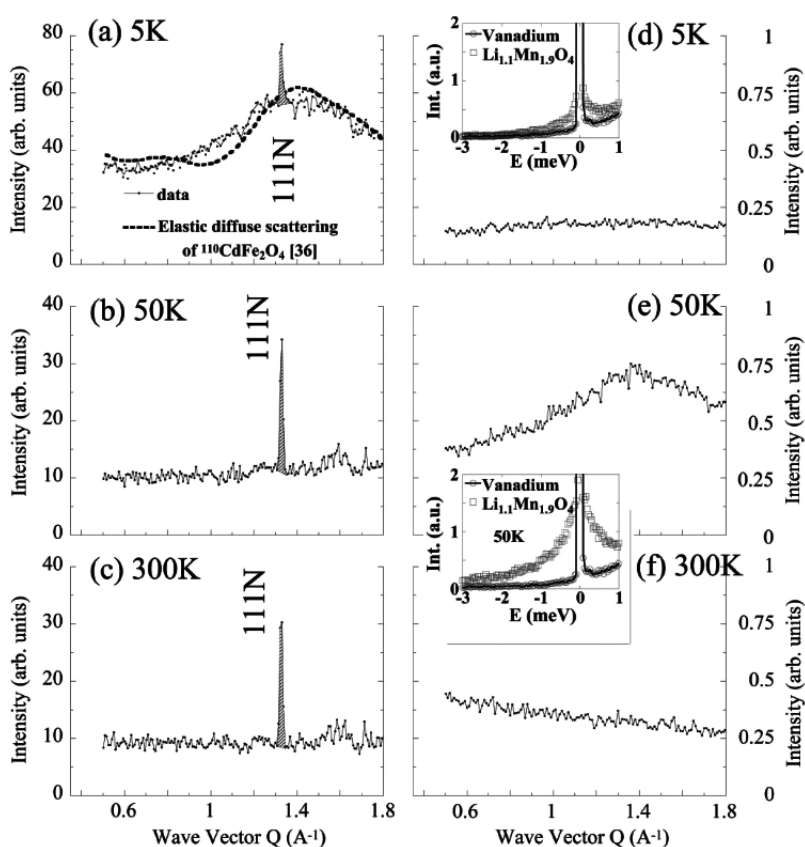 (a) 5K
80
60
40
20
0
Intensity (arb. units)
111N
data
Elastic diffuse scattering
of ¹¹⁰CdFe₂O₄ [36]
(d) 5K
1
0.75
0.5
0.25
0
Intensity (arb. units)
2
1
0
Int. (a.u.)
Vanadium
Li₁.₁Mn₁.₉O₄
-3 -2 -1 0 1
E (meV)
(b) 50K
40
30
20
10
0
Intensity (arb. units)
111N
(e) 50K
1
0.75
0.5
0.25
0
Intensity (arb. units)
2
1
0
Int. (a.u.)
Vanadium
Li₁.₁Mn₁.₉O₄
50K
-3 -2 -1 0 1
E (meV)
(c) 300K
40
30
20
10
0
Intensity (arb. units)
111N
0.6 1 1.4 1.8
Wave Vector Q (A⁻¹)
(f) 300K
1
0.75
0.5
0.25
0
Intensity (arb. units)
0.6 1 1.4 1.8
Wave Vector Q (A⁻¹)